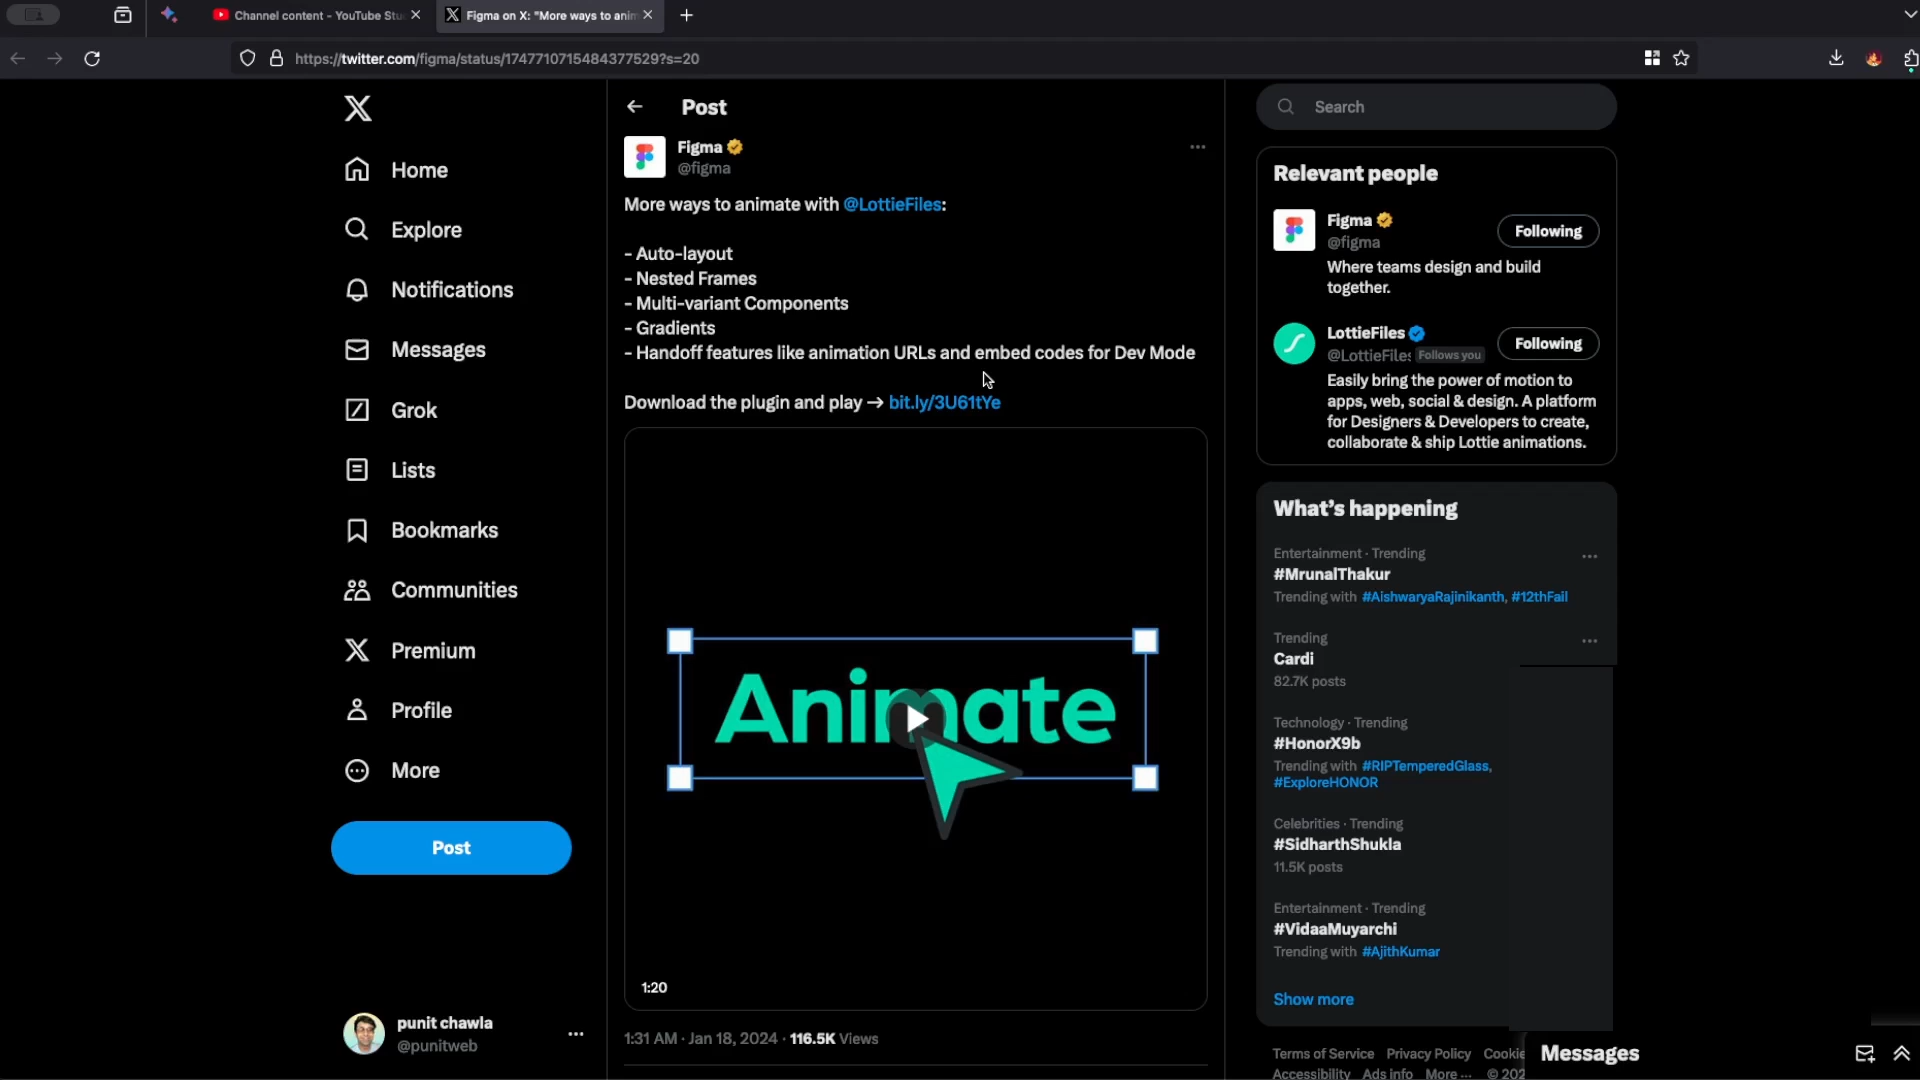 Channel content - YouTube Stu
Figma on X: "More ways to anim
https://twitter.com/figma/status/1747710715484377529?s=20
Home
Explore
Notifications
Messages
Grok
Lists
Bookmarks
Communities
Premium
Profile
More
Post
punit chawla
@punitweb
Post
Figma
@figma
More ways to animate with @LottieFiles:
- Auto-layout
- Nested Frames
- Multi-variant Components
- Gradients
- Handoff features like animation URLs and embed codes for Dev Mode
Download the plugin and play → bit.ly/3U61tYe
Animate
1:20
1:31 AM · Jan 18, 2024 · 116.5K Views
Search
Relevant people
Figma
@figma
Following
Where teams design and build
together.
LottieFiles
@LottieFiles Follows you
Following
Easily bring the power of motion to
apps, web, social & design. A platform
for Designers & Developers to create,
collaborate & ship Lottie animations.
What's happening
Entertainment · Trending
#MrunalThakur
Trending with #AishwaryaRajinikanth, #12thFail
Trending
Cardi
82.7K posts
Technology · Trending
#HonorX9b
Trending with #RIPTemperedGlass,
#ExploreHONOR
Celebrities · Trending
#SidharthShukla
11.5K posts
Entertainment · Trending
#VidaaMuyarchi
Trending with #AjithKumar
Show more
Terms of Service Privacy Policy Cookie
Accessibility Ads info More ... © 202
Messages